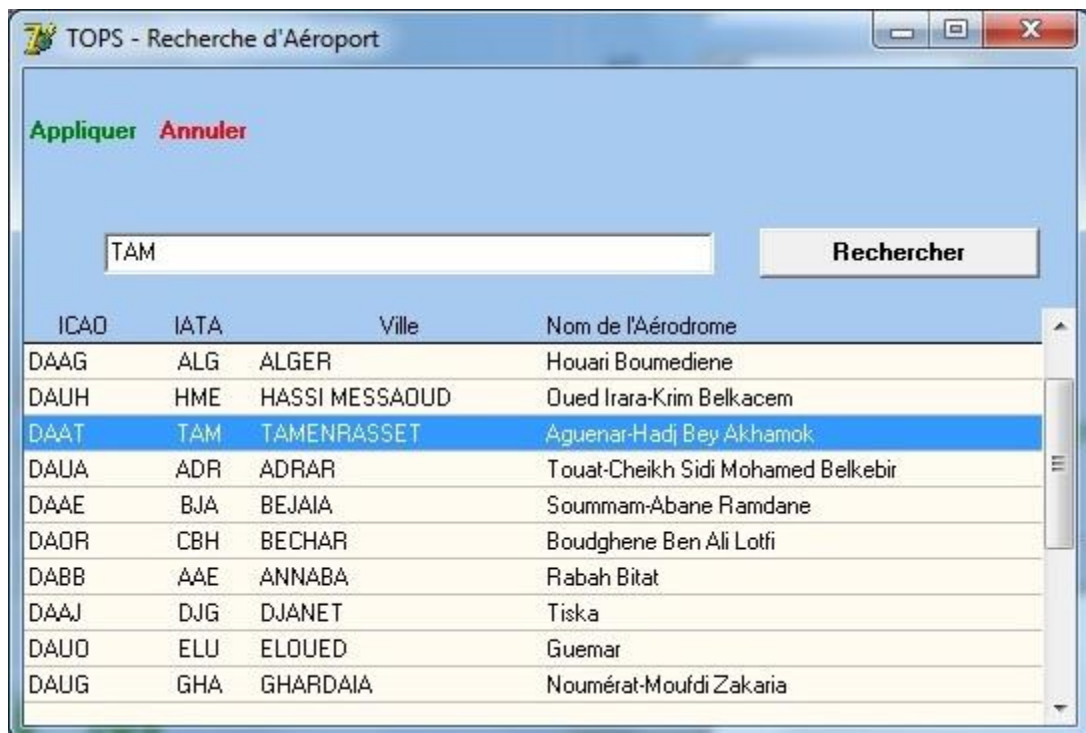 TOPS - Recherche d'Aéroport
Appliquer Annuler
TAM Rechercher
ICAO IATA Ville Nom de l'Aérodrome
DAAG ALG ALGER Houari Boumediene
DAUH HME HASSI MESSAOUD Oued Irara-Krim Belkacem
DAAT TAM TAMENRASSET Aguenar-Hadj Bey Akhamok
DAUA ADR ADRAR Touat-Cheikh Sidi Mohamed Belkebir
DAAE BJA BEJAIA Soummam-Abane Ramdane
DAOR CBH BECHAR Boudghene Ben Ali Lotfi
DABB AAE ANNABA Rabah Bitat
DAAJ DJG DJANET Tiska
DAUO ELU ELOUED Guemar
DAUG GHA GHARDAIA Noumérat-Moufdi Zakaria